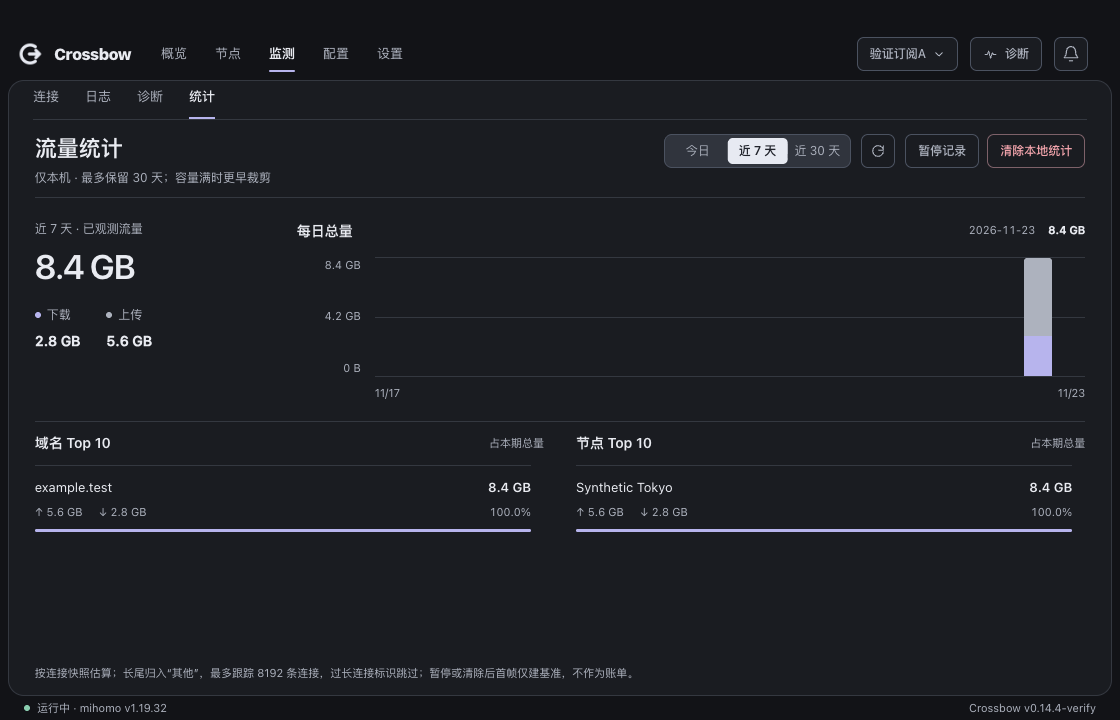 Crossbow 概览 节点 监测 配置 设置 验证订阅A 诊断
连接 日志 诊断 统计
流量统计 今日 近 7 天 近 30 天 暂停记录 清除本地统计
仅本机 · 最多保留 30 天；容量满时更早裁剪
近 7 天 · 已观测流量
8.4 GB
下载 上传
2.8 GB 5.6 GB
每日总量 2026-11-23 8.4 GB
8.4 GB
4.2 GB
0 B
11/17 11/23
域名 Top 10 占本期总量
example.test 8.4 GB
↑ 5.6 GB ↓ 2.8 GB 100.0%
节点 Top 10 占本期总量
Synthetic Tokyo 8.4 GB
↑ 5.6 GB ↓ 2.8 GB 100.0%
按连接快照估算；长尾归入“其他”，最多跟踪 8192 条连接，过长连接标识跳过；暂停或清除后首帧仅建基准，不作为账单。
运行中 · mihomo v1.19.32 Crossbow v0.14.4-verify